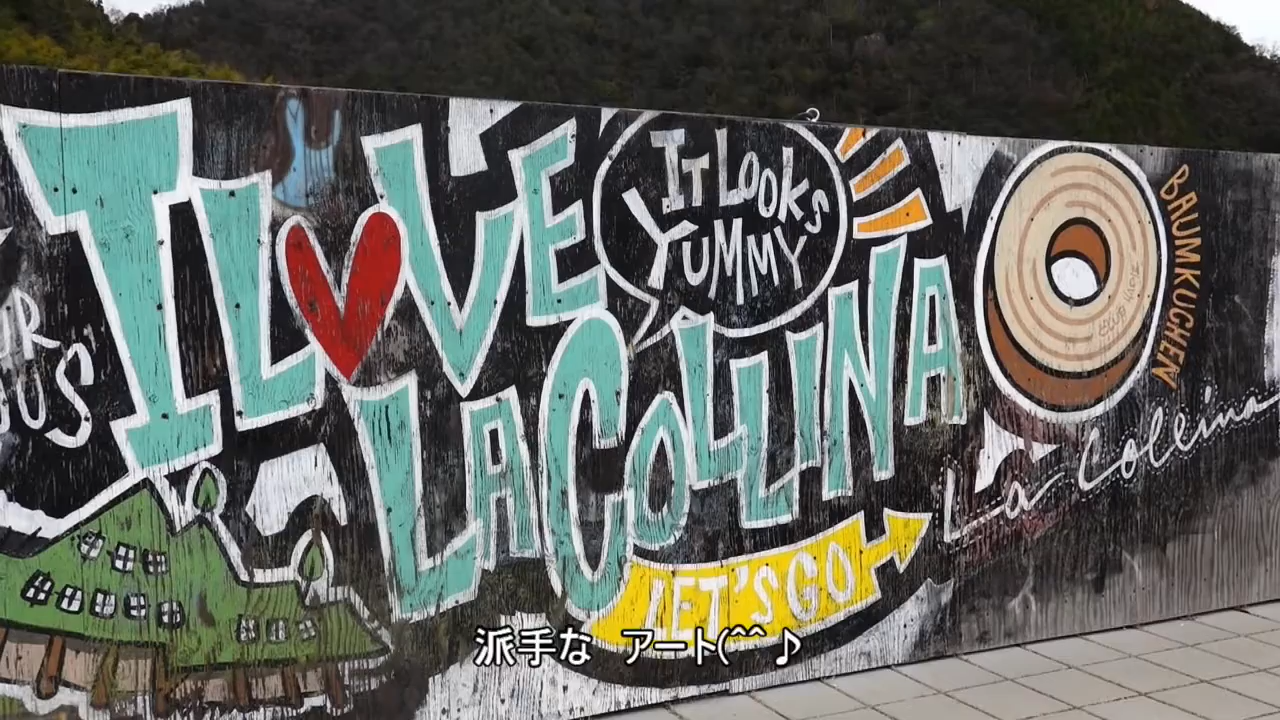 I LOVE
LA COLLINA
IT LOOKS
YUMMY
BAUMKUCHEN
La Collina
LET'S GO
派手な アート(^^♪